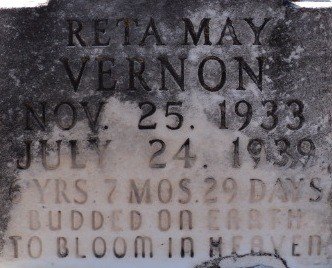 RETA MAY
VERNON
NOV. 25. 1933
JULY 24. 1939
YRS. 7 MOS. 29 DAYS
BUDDED ON EARTH
TO BLOOM IN HEAVEN